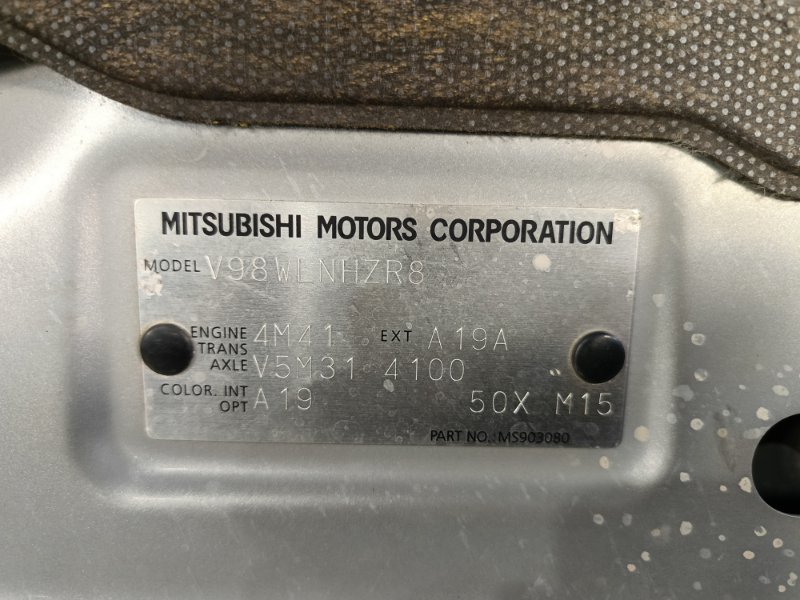 MITSUBISHI MOTORS CORPORATION
MODEL V98WLNHZR8
ENGINE 4M41 EXT A19A
TRANS
AXLE V5M31 4100
COLOR. INT A19
OPT 50X M15
PART NO.:MS903080